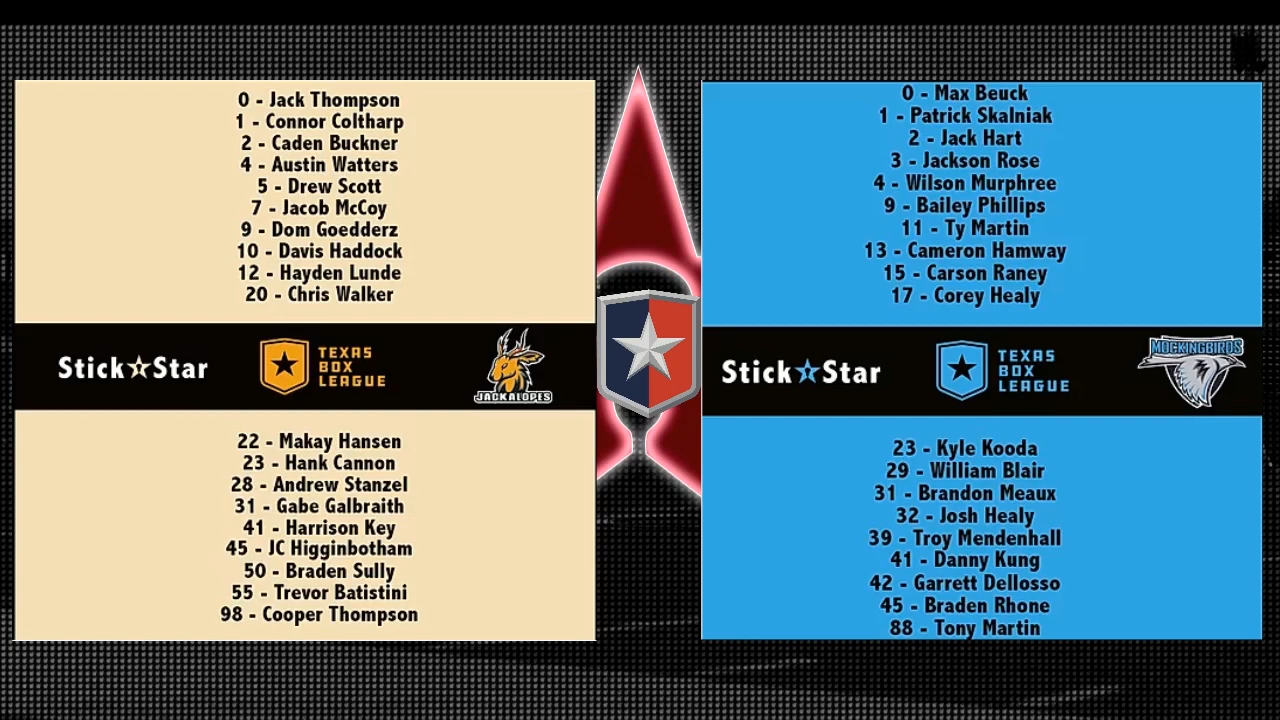 0 - Jack Thompson
1 - Connor Coltharp
2 - Caden Buckner
4 - Austin Watters
5 - Drew Scott
7 - Jacob McCoy
9 - Dom Goedderz
10 - Davis Haddock
12 - Hayden Lunde
20 - Chris Walker
Stick☆Star
TEXAS
BOX
LEAGUE
JACKALOPES
22 - Makay Hansen
23 - Hank Cannon
28 - Andrew Stanzel
31 - Gabe Galbraith
41 - Harrison Key
45 - JC Higginbotham
50 - Braden Sully
55 - Trevor Batistini
98 - Cooper Thompson
0 - Max Beuck
1 - Patrick Skalniak
2 - Jack Hart
3 - Jackson Rose
4 - Wilson Murphree
9 - Bailey Phillips
11 - Ty Martin
13 - Cameron Hamway
15 - Carson Raney
17 - Corey Healy
Stick☆Star
TEXAS
BOX
LEAGUE
MOCKINGBIRDS
23 - Kyle Kooda
29 - William Blair
31 - Brandon Meaux
32 - Josh Healy
39 - Troy Mendenhall
41 - Danny Kung
42 - Garrett Dellosso
45 - Braden Rhone
88 - Tony Martin